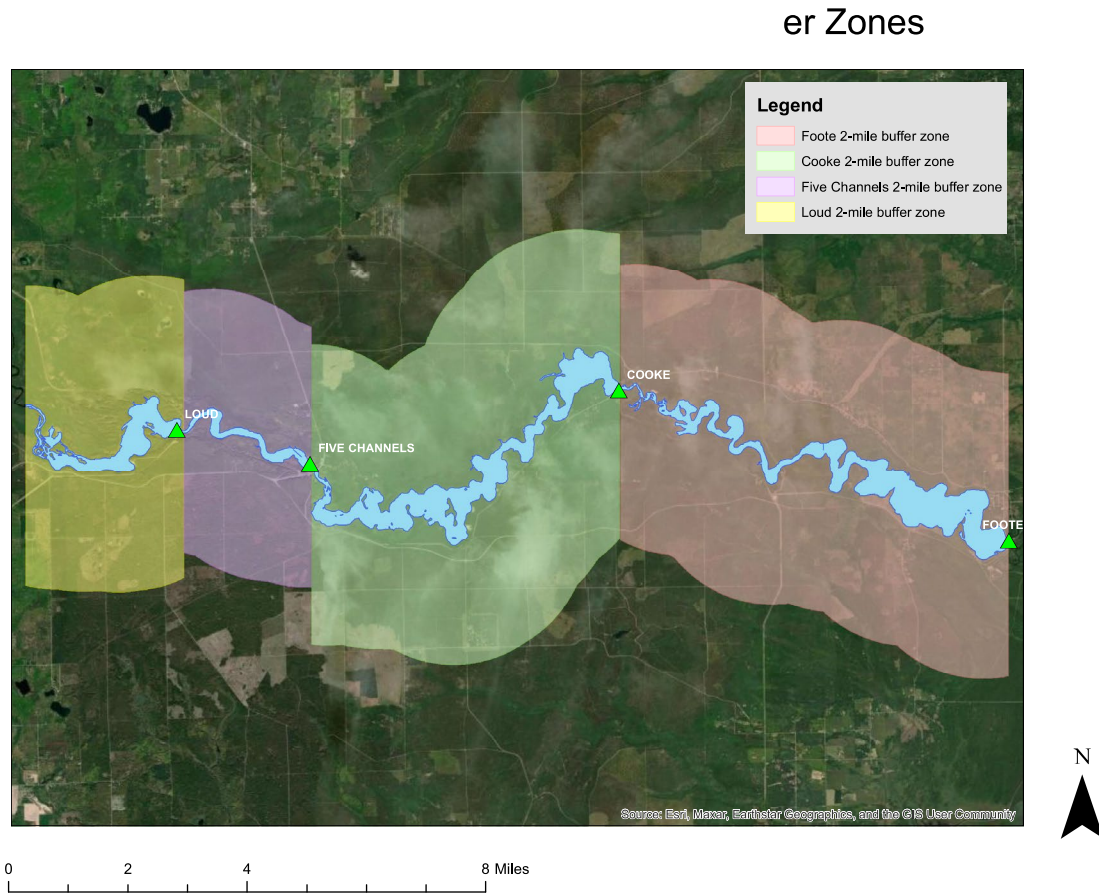 er Zones
Legend
Foote 2-mile buffer zone
Cooke 2-mile buffer zone
Five Channels 2-mile buffer zone
Loud 2-mile buffer zone
COOKE
LOUD
FIVE CHANNELS
FOOTE
Source: Esri, Maxar, Earthstar Geographics, and the GIS User Community
N
0 2 4 8 Miles